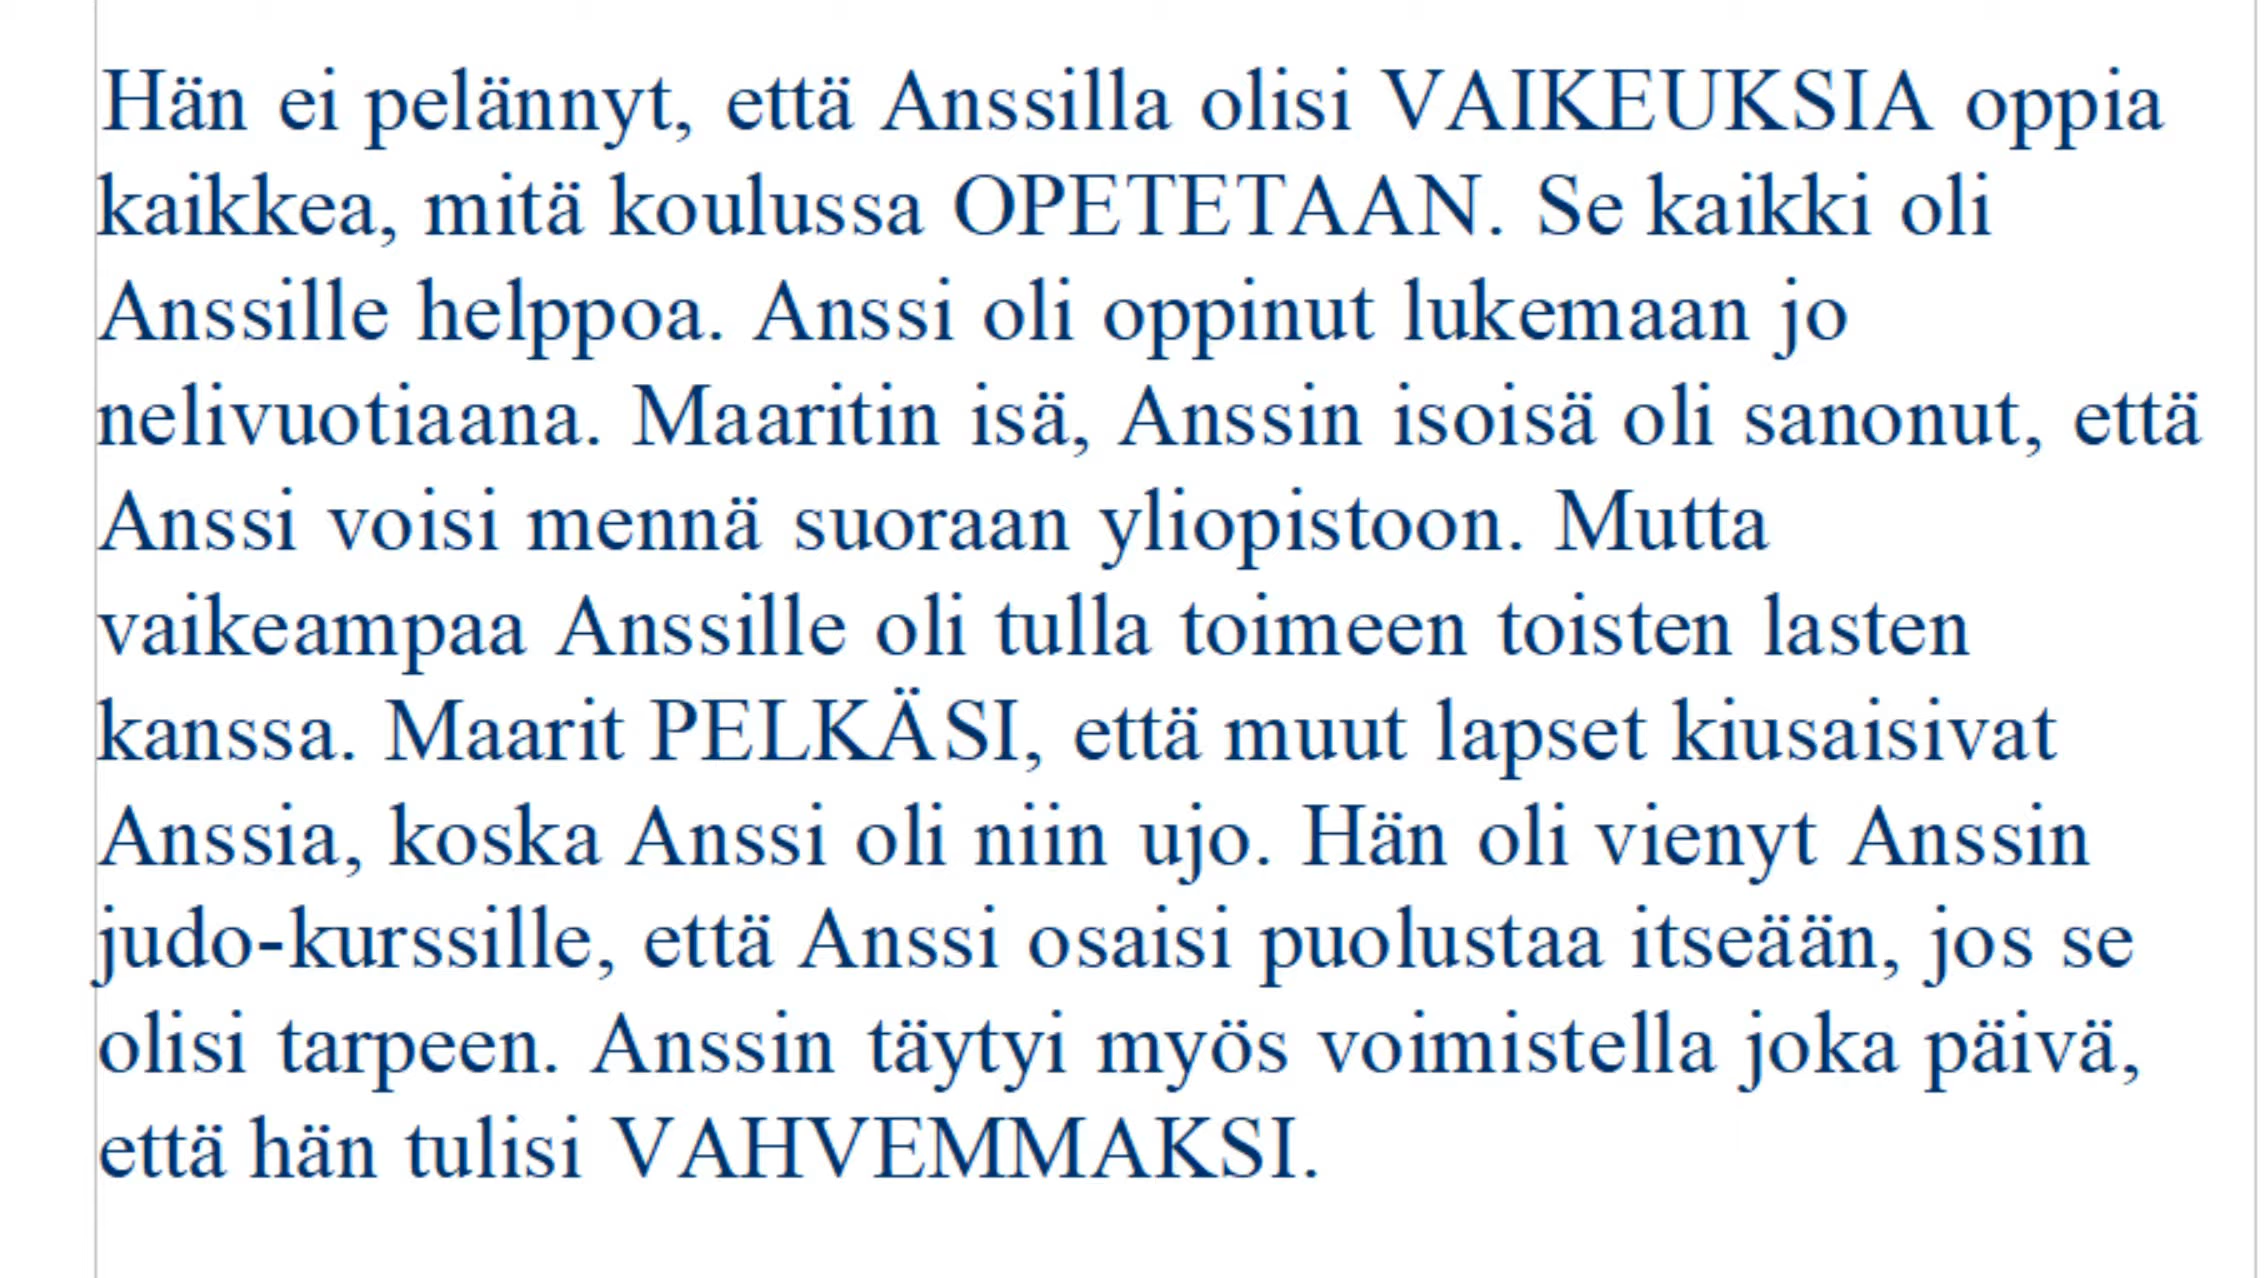 Hän ei pelännyt, että Anssilla olisi VAIKEUKSIA oppia
kaikkea, mitä koulussa OPETETAAN. Se kaikki oli
Anssille helppoa. Anssi oli oppinut lukemaan jo
nelivuotiaana. Maaritin isä, Anssin isoisä oli sanonut, että
Anssi voisi mennä suoraan yliopistoon. Mutta
vaikeampaa Anssille oli tulla toimeen toisten lasten
kanssa. Maarit PELKÄSI, että muut lapset kiusaisivat
Anssia, koska Anssi oli niin ujo. Hän oli vienyt Anssin
judo-kurssille, että Anssi osaisi puolustaa itseään, jos se
olisi tarpeen. Anssin täytyi myös voimistella joka päivä,
että hän tulisi VAHVEMMAKSI.